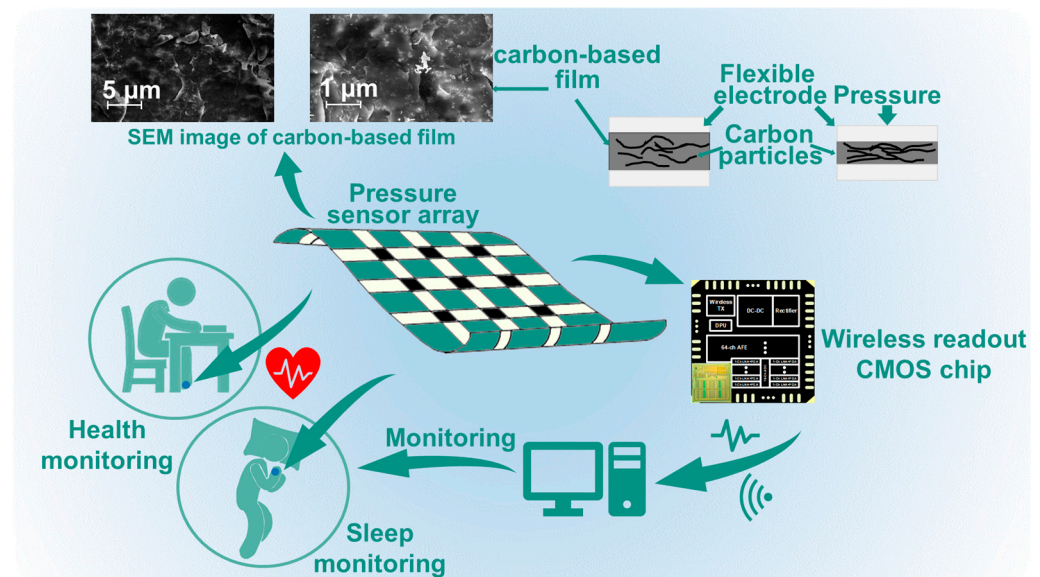 5 μm
1 μm
SEM image of carbon-based film
carbon-based
film
Flexible
electrode
Pressure
Carbon
particles
Pressure
sensor array
Wireless
TX
DC-DC
Rectifier
DPU
64-ch AFE
Wireless readout
CMOS chip
Health
monitoring
Monitoring
Sleep
monitoring